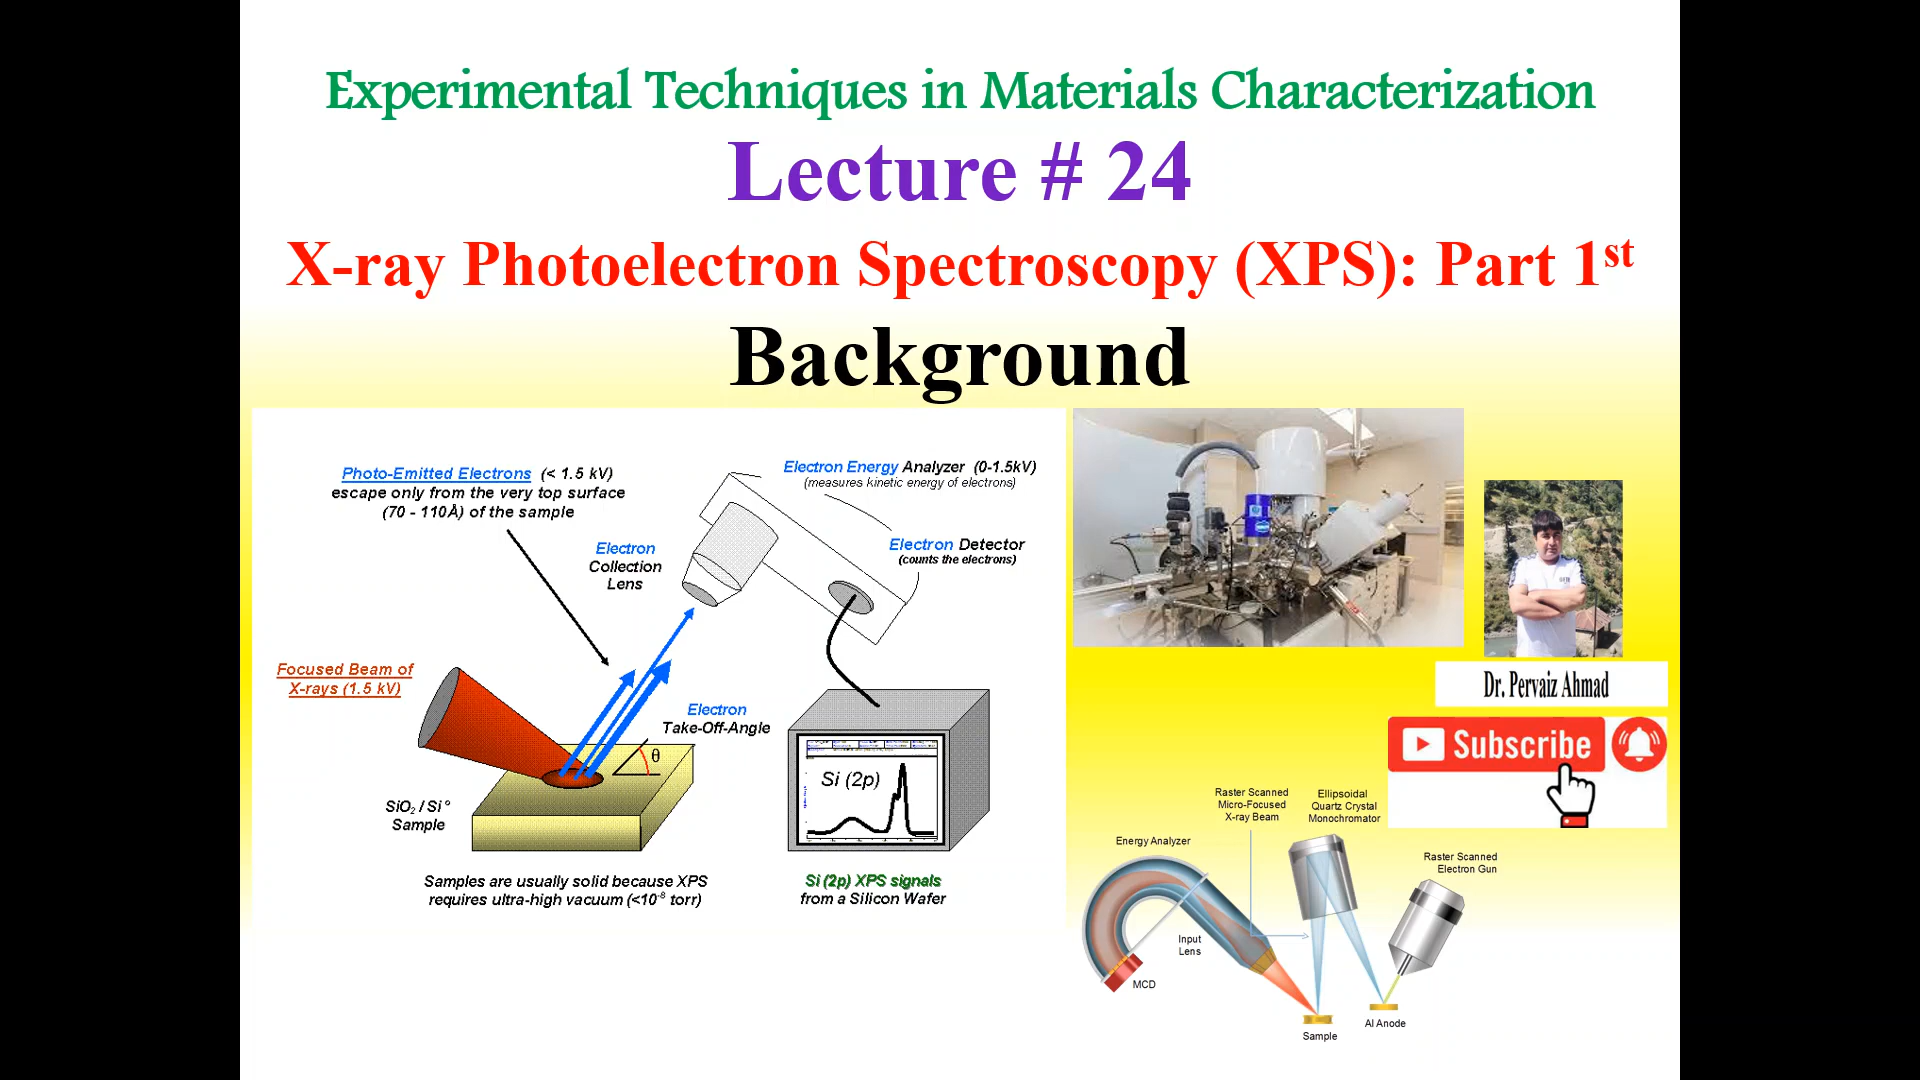 Experimental Techniques in Materials Characterization
Lecture # 24
X-ray Photoelectron Spectroscopy (XPS): Part 1st
Background
Photo-Emitted Electrons (< 1.5 kV)
escape only from the very top surface
(70 - 110Å) of the sample
Electron Energy Analyzer (0-1.5kV)
(measures kinetic energy of electrons)
Electron
Collection
Lens
Electron Detector
(counts the electrons)
Focused Beam of
X-rays (1.5 kV)
Electron
Take-Off-Angle
θ
SiO2 / Si°
Sample
Si (2p)
Samples are usually solid because XPS
requires ultra-high vacuum (<10-8 torr)
Si (2p) XPS signals
from a Silicon Wafer
Dr. Pervaiz Ahmad
Subscribe
Raster Scanned
Micro-Focused
X-ray Beam
Ellipsoidal
Quartz Crystal
Monochromator
Energy Analyzer
Raster Scanned
Electron Gun
Input
Lens
MCD
Al Anode
Sample